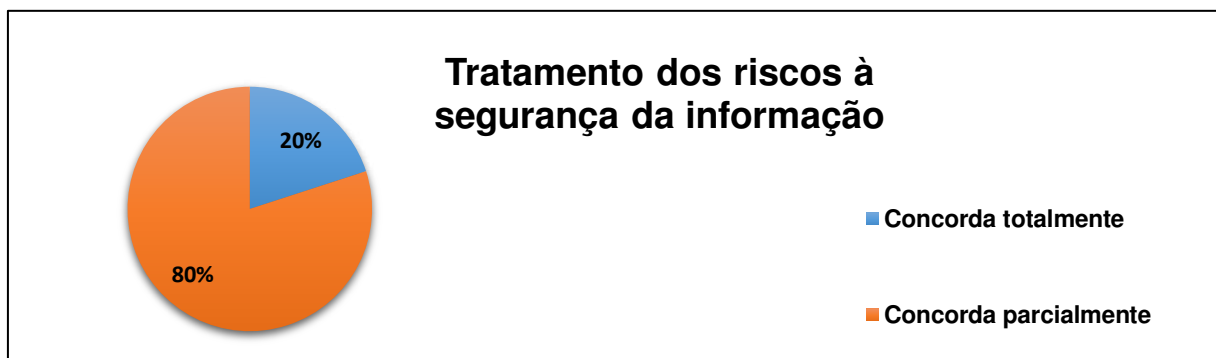 Tratamento dos riscos à
segurança da informação
20%
80%
Concorda totalmente
Concorda parcialmente